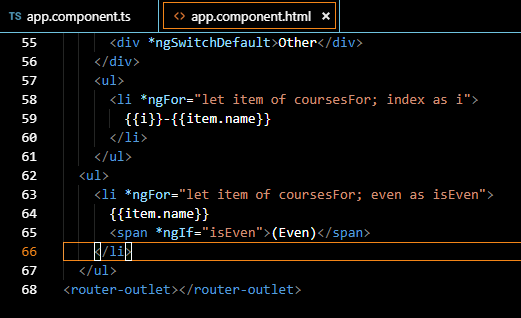 TS app.component.ts <> app.component.html ×
55 <div *ngSwitchDefault>Other</div>
56 </div>
57 <ul>
58 <li *ngFor="let item of coursesFor; index as i">
59 {{i}}-{{item.name}}
60 </li>
61 </ul>
62 <ul>
63 <li *ngFor="let item of coursesFor; even as isEven">
64 {{item.name}}
65 <span *ngIf="isEven">(Even)</span>
66 </li>
67 </ul>
68 <router-outlet></router-outlet>